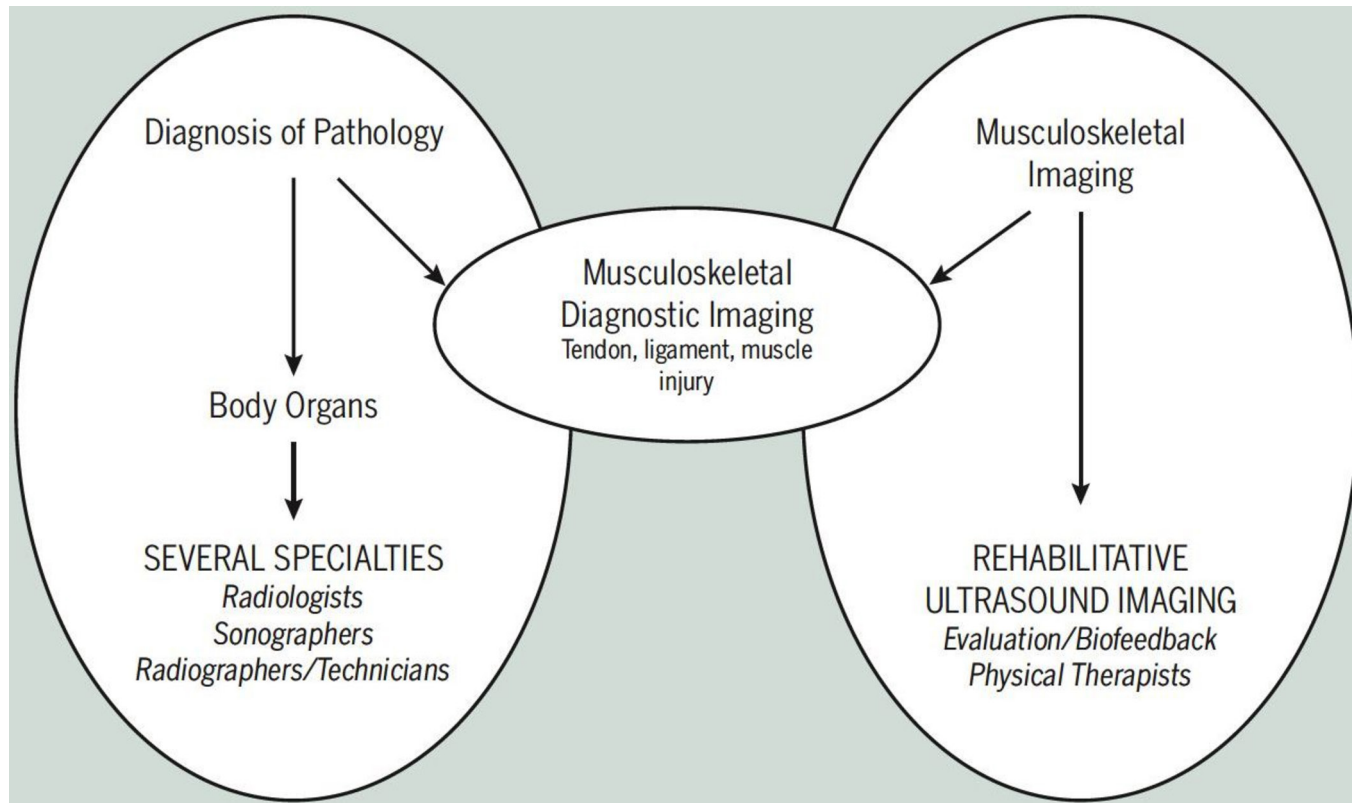 Diagnosis of Pathology
Body Organs
SEVERAL SPECIALTIES
Radiologists
Sonographers
Radiographers/Technicians
Musculoskeletal
Diagnostic Imaging
Tendon, ligament, muscle
injury
Musculoskeletal
Imaging
REHABILITATIVE
ULTRASOUND IMAGING
Evaluation/Biofeedback
Physical Therapists